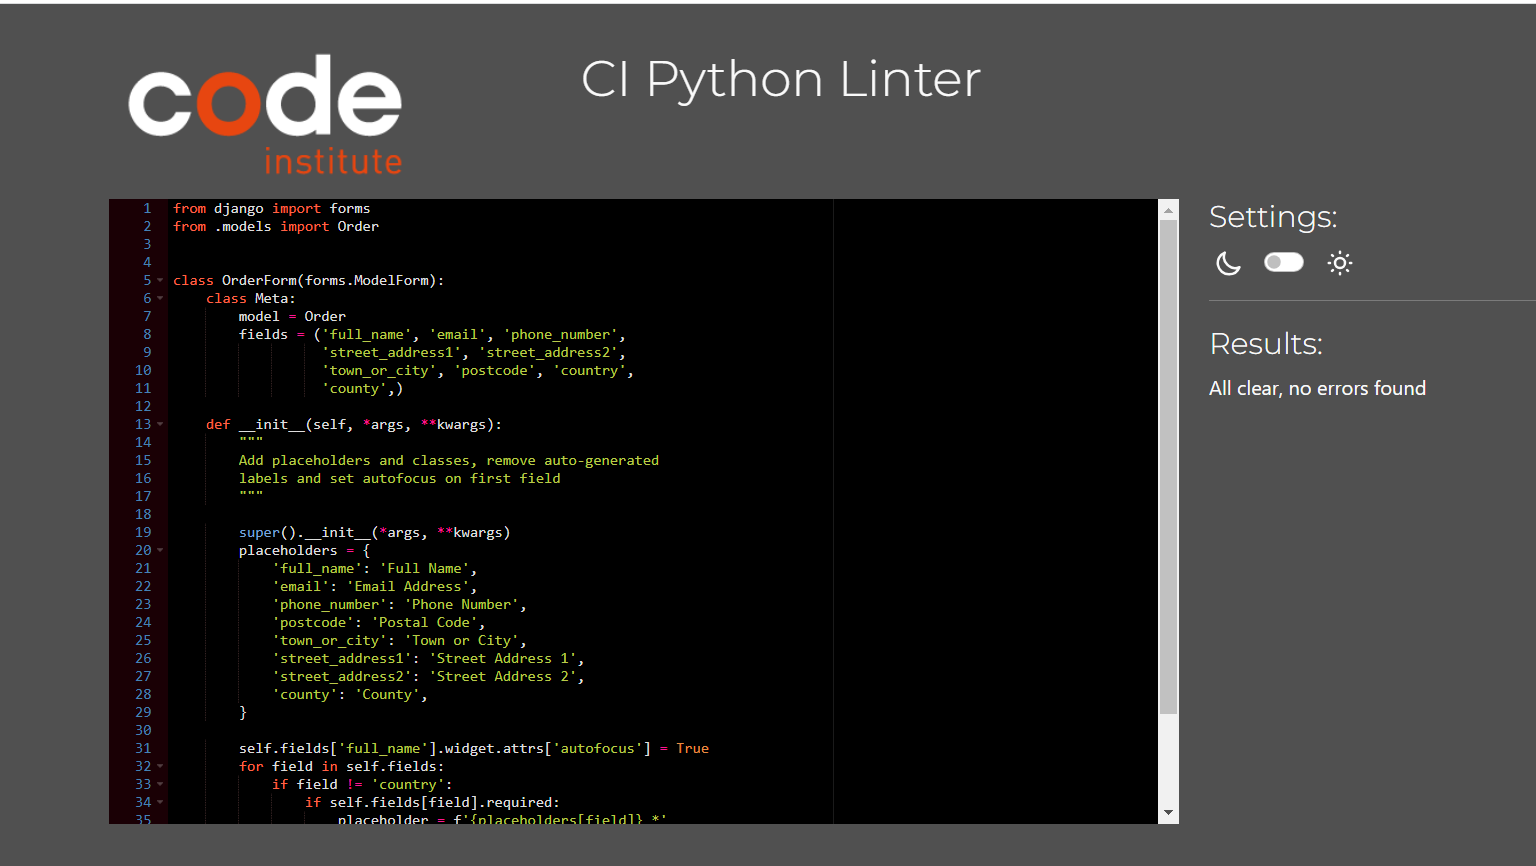 code
institute
CI Python Linter
1 from django import forms
2 from .models import Order
3
4
5 class OrderForm(forms.ModelForm):
6     class Meta:
7         model = Order
8         fields = ('full_name', 'email', 'phone_number',
9                   'street_address1', 'street_address2',
10                   'town_or_city', 'postcode', 'country',
11                   'county',)
12
13     def __init__(self, *args, **kwargs):
14         """
15         Add placeholders and classes, remove auto-generated
16         labels and set autofocus on first field
17         """
18
19         super().__init__(*args, **kwargs)
20         placeholders = {
21             'full_name': 'Full Name',
22             'email': 'Email Address',
23             'phone_number': 'Phone Number',
24             'postcode': 'Postal Code',
25             'town_or_city': 'Town or City',
26             'street_address1': 'Street Address 1',
27             'street_address2': 'Street Address 2',
28             'county': 'County',
29         }
30
31         self.fields['full_name'].widget.attrs['autofocus'] = True
32         for field in self.fields:
33             if field != 'country':
34                 if self.fields[field].required:
35                     placeholder = f'{placeholders[field]} *'
Settings:
Results:
All clear, no errors found